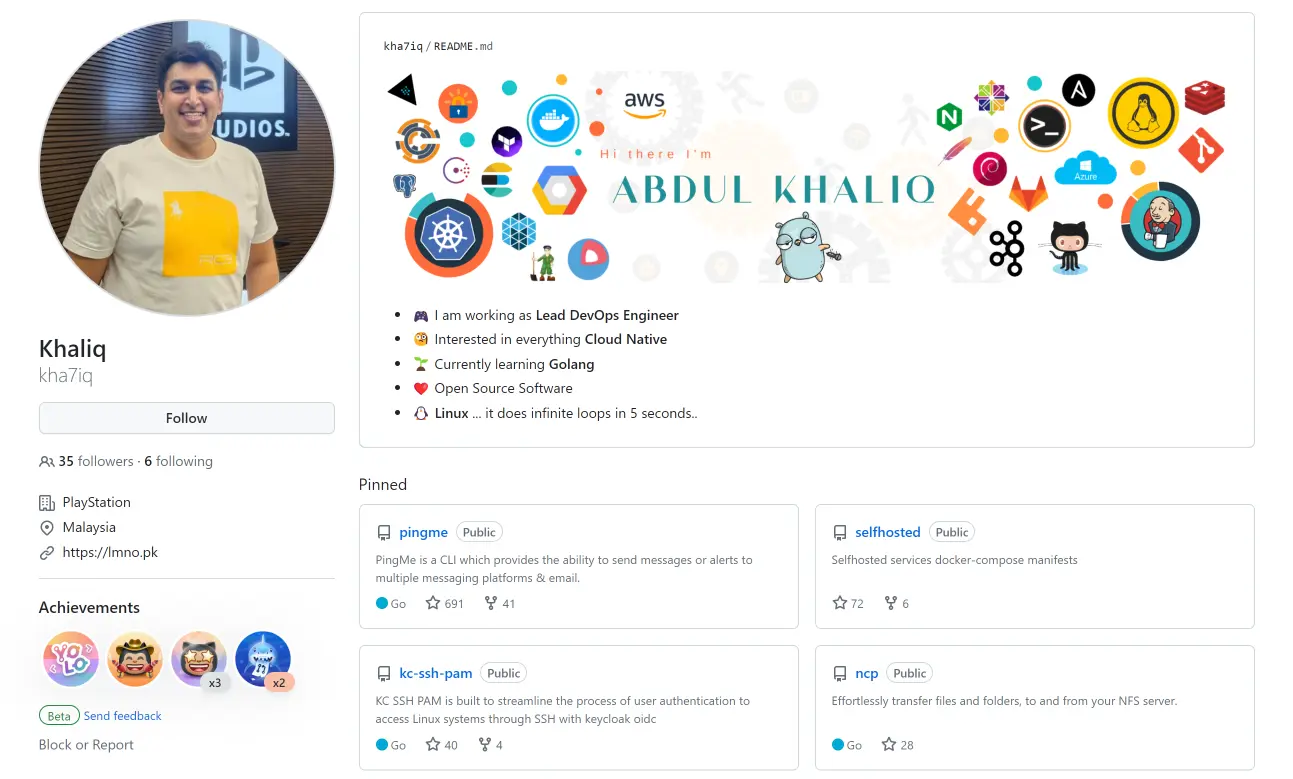 UDIOS™
Khaliq
kha7iq
Follow
35 followers · 6 following
PlayStation
Malaysia
https://lmno.pk
Achievements
YOLO
x3
x2
Beta Send feedback
Block or Report
kha7iq/README.md
aws
Hi there I'm
ABDUL KHALIQ
Azure
I am working as Lead DevOps Engineer
Interested in everything Cloud Native
Currently learning Golang
Open Source Software
Linux ... it does infinite loops in 5 seconds..
Pinned
pingme Public
PingMe is a CLI which provides the ability to send messages or alerts to
multiple messaging platforms & email.
Go 691 41
selfhosted Public
Selfhosted services docker-compose manifests
72 6
kc-ssh-pam Public
KC SSH PAM is built to streamline the process of user authentication to
access Linux systems through SSH with keycloak oidc
Go 40 4
ncp Public
Effortlessly transfer files and folders, to and from your NFS server.
Go 28